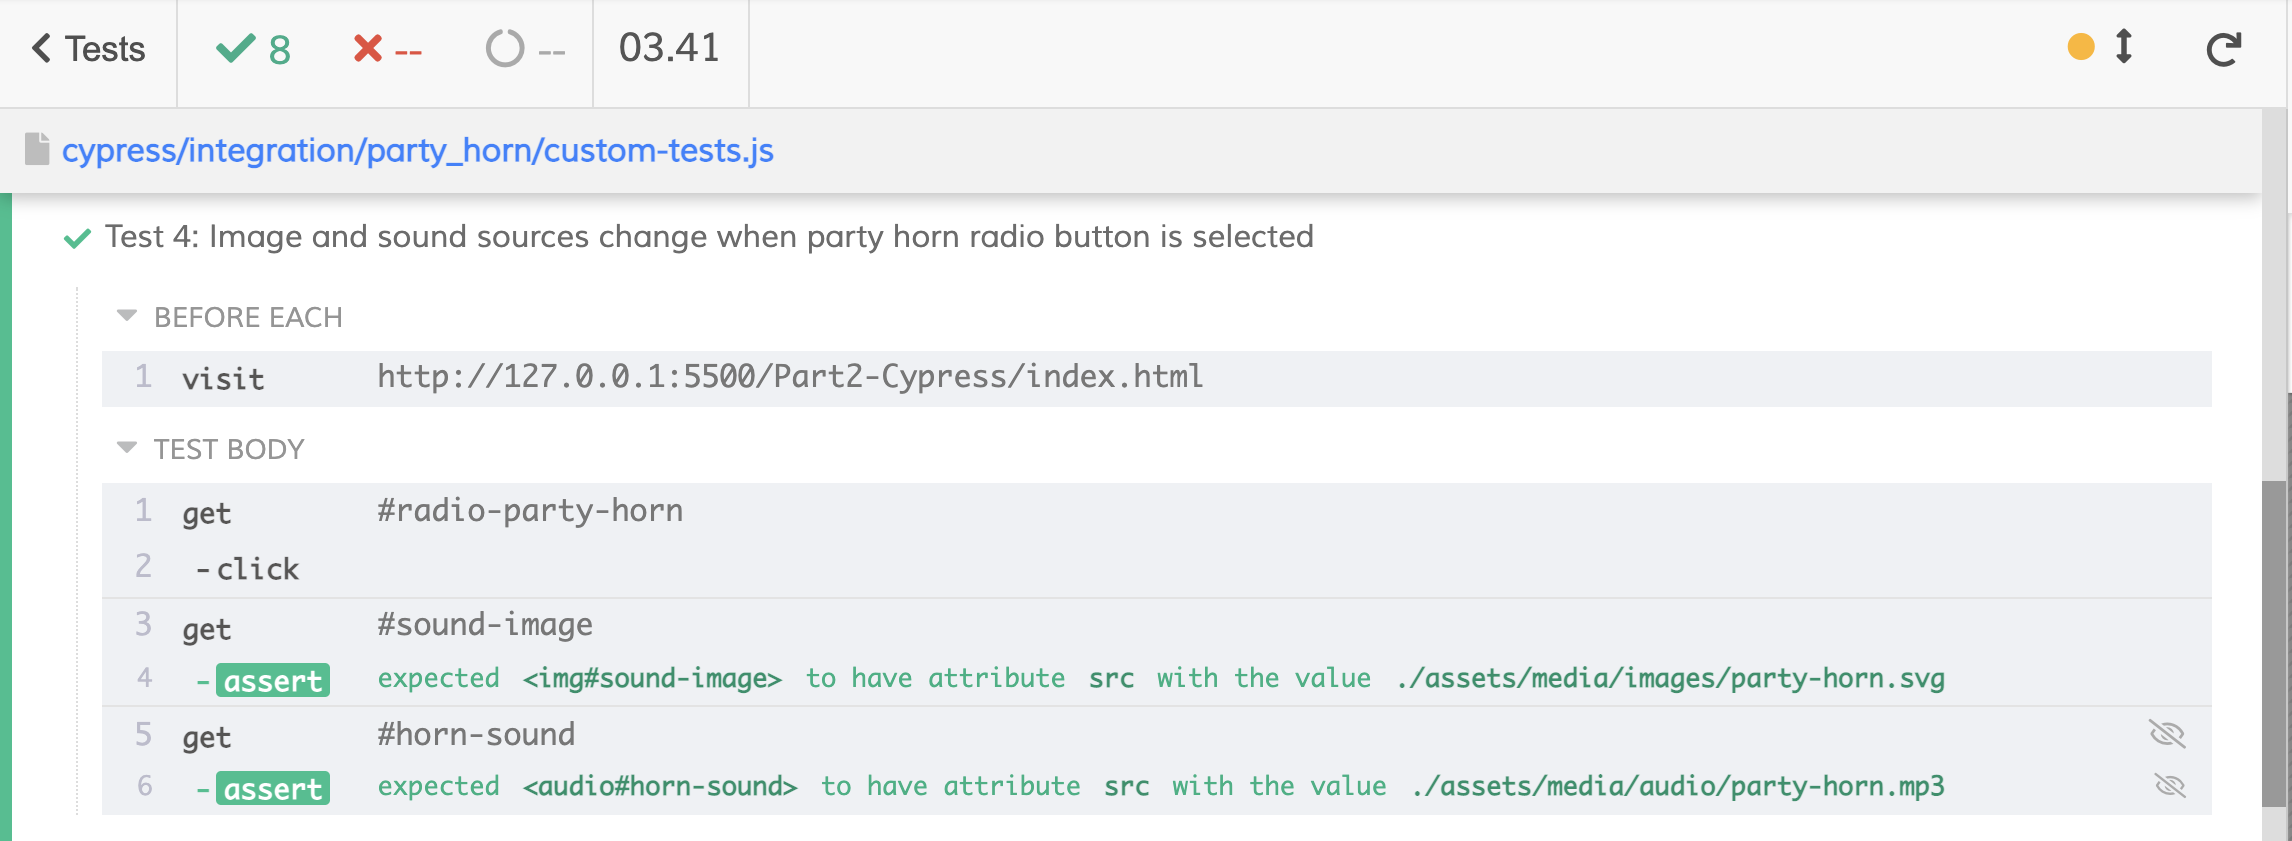 Tests 8 -- -- 03.41
cypress/integration/party_horn/custom-tests.js
Test 4: Image and sound sources change when party horn radio button is selected
BEFORE EACH
1 visit http://127.0.0.1:5500/Part2-Cypress/index.html
TEST BODY
1 get #radio-party-horn
2 -click
3 get #sound-image
4 -assert expected <img#sound-image> to have attribute src with the value ./assets/media/images/party-horn.svg
5 get #horn-sound
6 -assert expected <audio#horn-sound> to have attribute src with the value ./assets/media/audio/party-horn.mp3